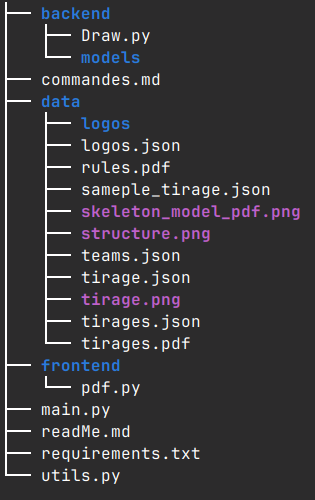 backend
Draw.py
models
commandes.md
data
logos
logos.json
rules.pdf
sameple_tirage.json
skeleton_model_pdf.png
structure.png
teams.json
tirage.json
tirage.png
tirages.json
tirages.pdf
frontend
pdf.py
main.py
readMe.md
requirements.txt
utils.py